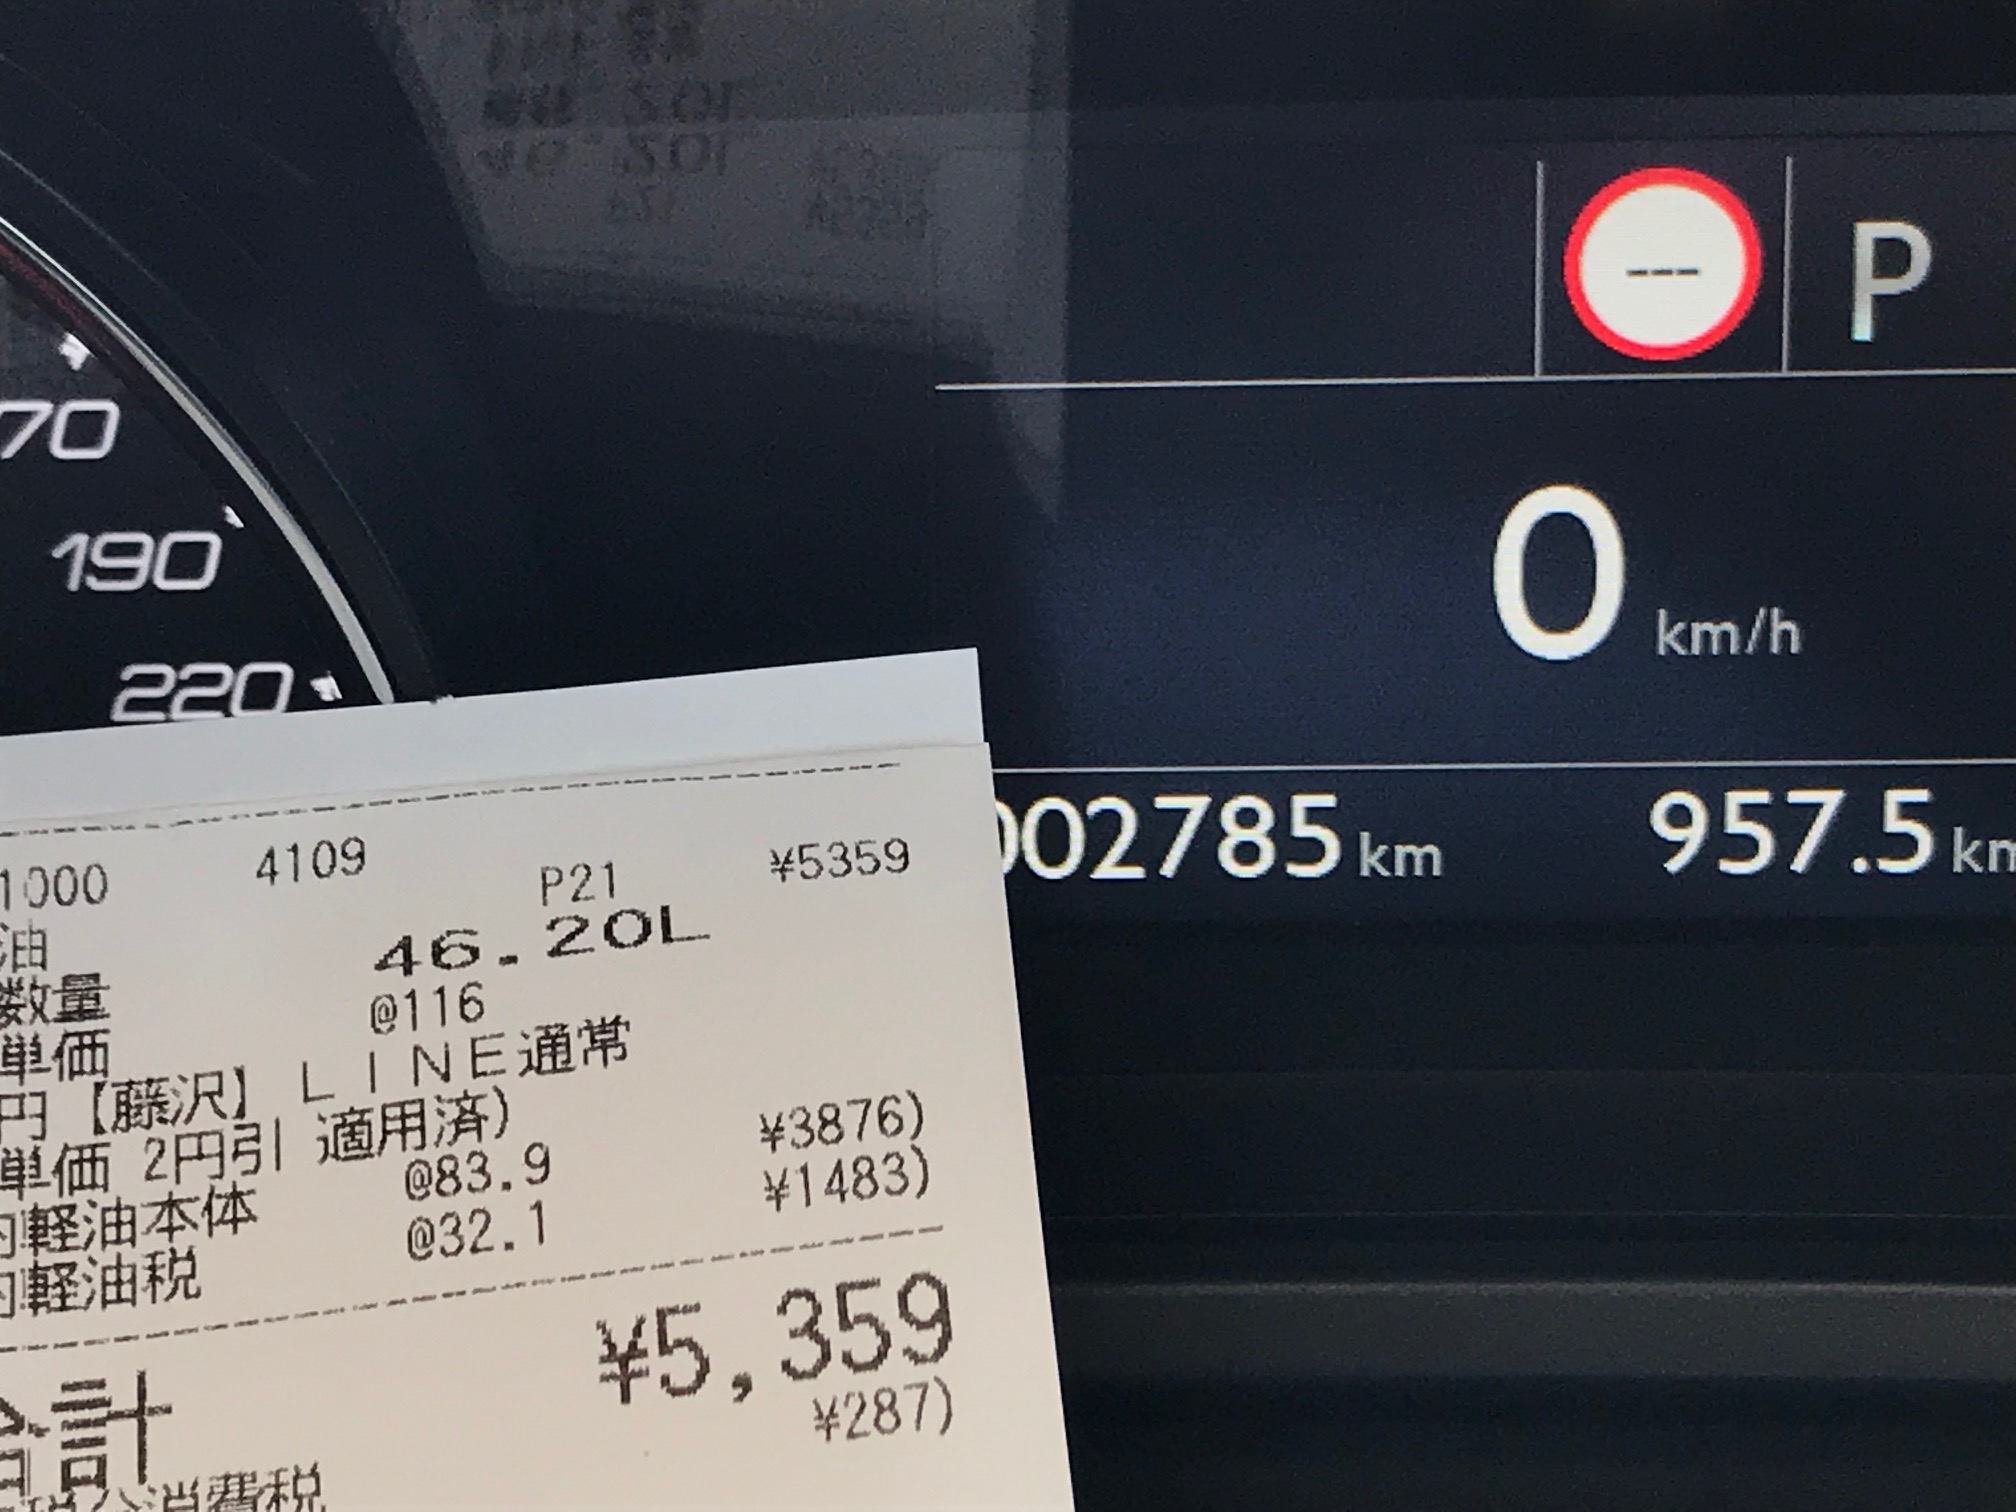 P
0 km/h
70
190
220
002785 km 957.5 km
1000 4109 P21 ¥5359
油 46.20L
数量 @116
単価
円【藤沢】LINE通常
単価 2円引 適用済)
軽油本体 @83.9 ¥3876)
軽油税 @32.1 ¥1483)
合計 ¥5,359
消費税 ¥287)